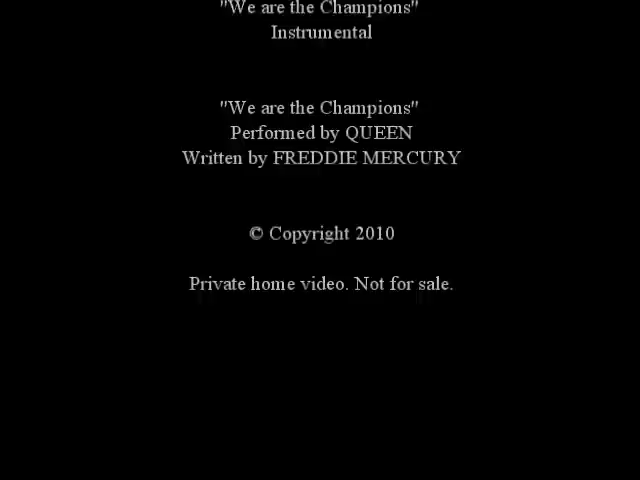 "We are the Champions"
Instrumental
"We are the Champions"
Performed by QUEEN
Written by FREDDIE MERCURY
© Copyright 2010
Private home video. Not for sale.